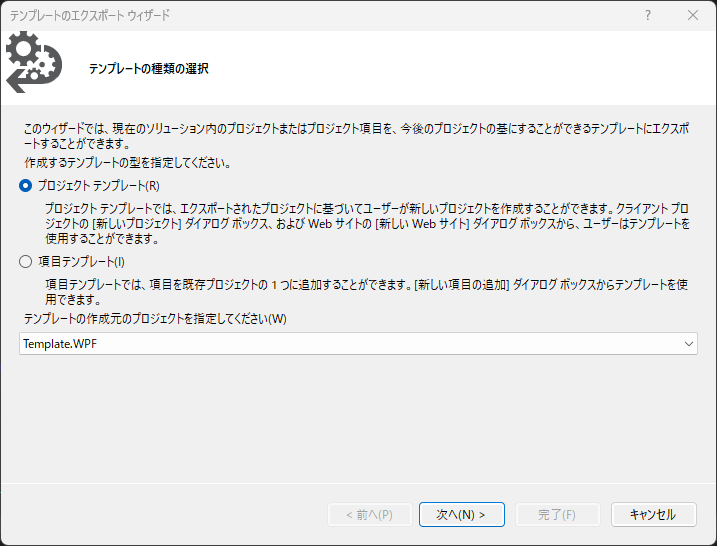 テンプレートのエクスポート ウィザード
?
テンプレートの種類の選択
このウィザードでは、現在のソリューション内のプロジェクトまたはプロジェクト項目を、今後のプロジェクトの基にすることができるテンプレートにエクスポ
ートすることができます。
作成するテンプレートの型を指定してください。
プロジェクト テンプレート(R)
プロジェクト テンプレートでは、エクスポートされたプロジェクトに基づいてユーザーが新しいプロジェクトを作成することができます。クライアント プロ
ジェクトの [新しいプロジェクト] ダイアログ ボックス、および Web サイトの [新しい Web サイト] ダイアログ ボックスから、ユーザーはテンプレートを
使用することができます。
項目テンプレート(I)
項目テンプレートでは、項目を既存プロジェクトの 1 つに追加することができます。[新しい項目の追加] ダイアログ ボックスからテンプレートを使
用できます。
テンプレートの作成元のプロジェクトを指定してください(W)
Template.WPF
< 前へ(P)
次へ(N) >
完了(F)
キャンセル